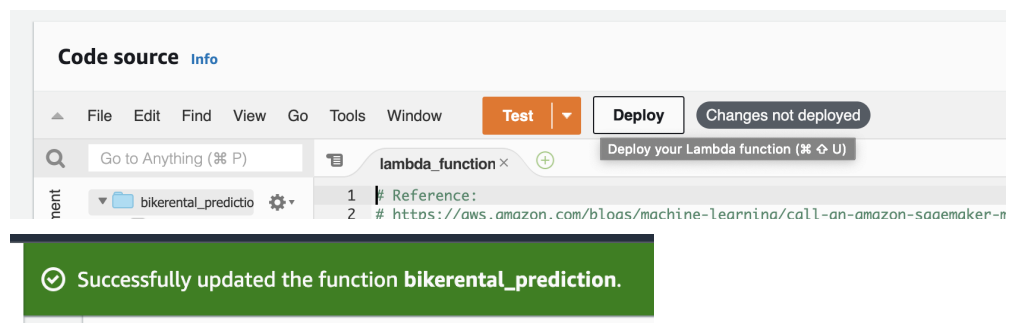 Code source Info
File Edit Find View Go Tools Window Test Deploy Changes not deployed
Go to Anything (⌘ P) lambda_function × Deploy your Lambda function (⌘ ⇧ U)
bikerental_predictio 1 # Reference:
2 # https://aws.amazon.com/blogs/machine-learning/call-an-amazon-sagemaker-m
ment
Successfully updated the function bikerental_prediction.